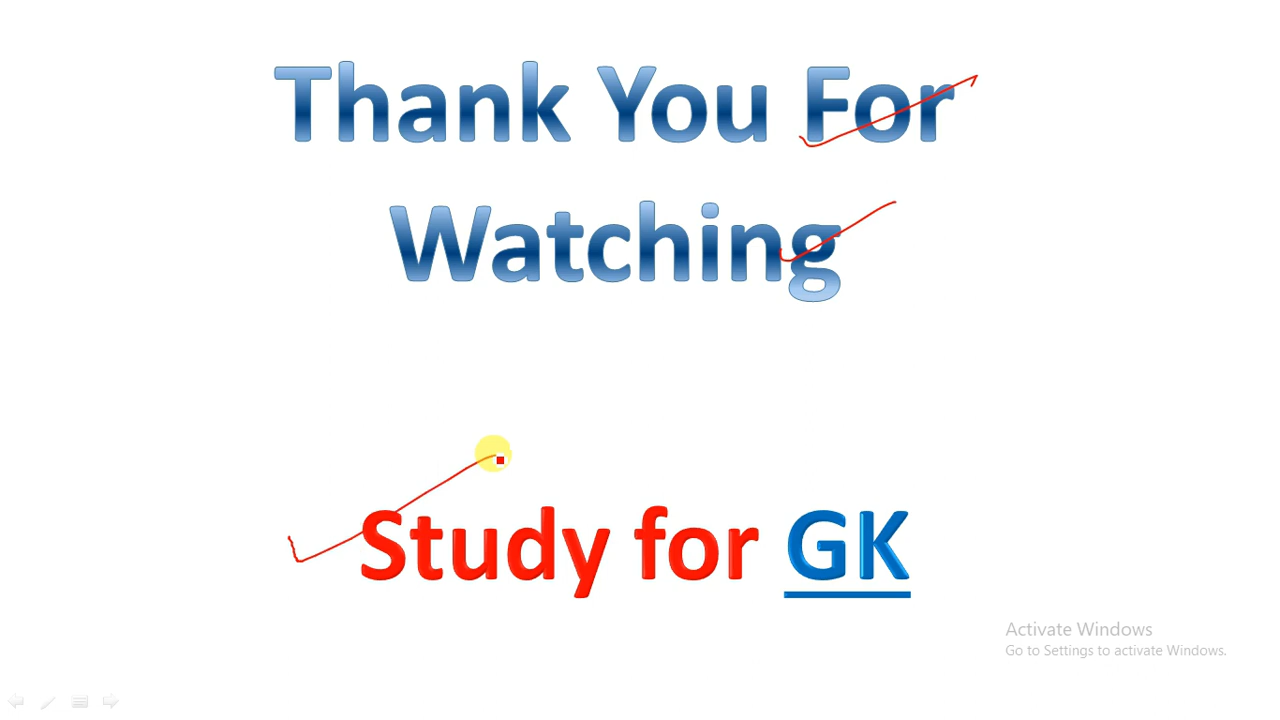 Thank You For
Watching
Study for GK
Activate Windows
Go to Settings to activate Windows.